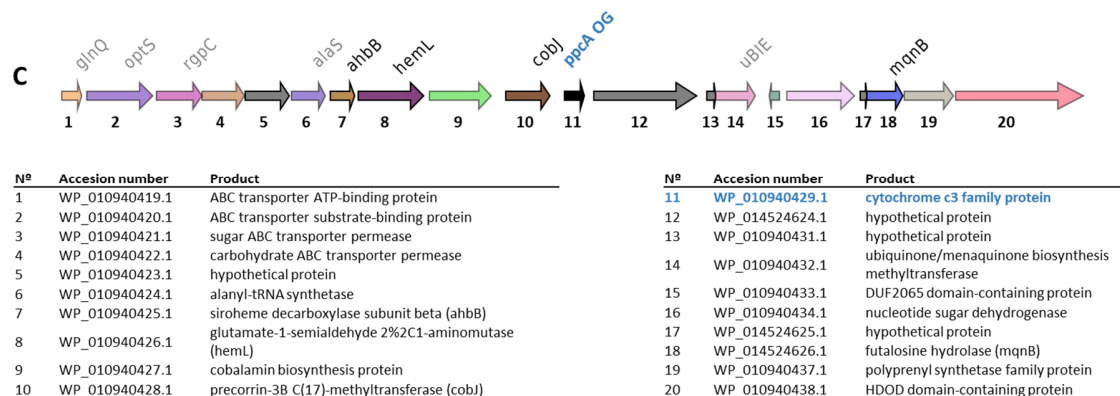 glnQ optS rgpC alaS ahbB hemL cobJ ppcA OG uBIE mqnB
C
1 2 3 4 5 6 7 8 9 10 11 12 13 14 15 16 17 18 19 20
Nº Accesion number Product
1 WP_010940419.1 ABC transporter ATP-binding protein
2 WP_010940420.1 ABC transporter substrate-binding protein
3 WP_010940421.1 sugar ABC transporter permease
4 WP_010940422.1 carbohydrate ABC transporter permease
5 WP_010940423.1 hypothetical protein
6 WP_010940424.1 alanyl-tRNA synthetase
7 WP_010940425.1 siroheme decarboxylase subunit beta (ahbB)
8 WP_010940426.1 glutamate-1-semialdehyde 2%2C1-aminomutase
(hemL)
9 WP_010940427.1 cobalamin biosynthesis protein
10 WP_010940428.1 precorrin-3B C(17)-methyltransferase (cobJ)
Nº Accesion number Product
11 WP_010940429.1 cytochrome c3 family protein
12 WP_014524624.1 hypothetical protein
13 WP_010940431.1 hypothetical protein
14 WP_010940432.1 ubiquinone/menaquinone biosynthesis
methyltransferase
15 WP_010940433.1 DUF2065 domain-containing protein
16 WP_010940434.1 nucleotide sugar dehydrogenase
17 WP_014524625.1 hypothetical protein
18 WP_014524626.1 futalosine hydrolase (mqnB)
19 WP_010940437.1 polyprenyl synthetase family protein
20 WP_010940438.1 HDOD domain-containing protein